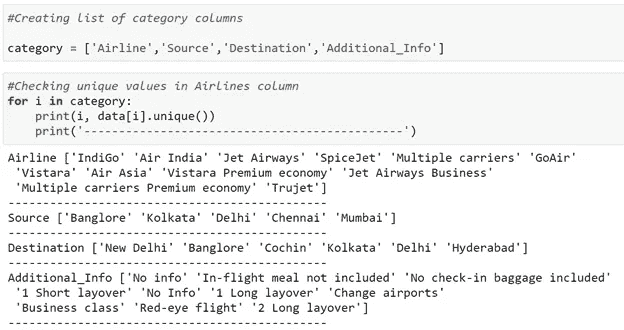 #Creating list of category columns
category = ['Airline','Source','Destination','Additional_Info']
#Checking unique values in Airlines column
for i in category:
    print(i, data[i].unique())
    print('----------------------------------------------')
Airline ['IndiGo' 'Air India' 'Jet Airways' 'SpiceJet' 'Multiple carriers' 'GoAir'
 'Vistara' 'Air Asia' 'Vistara Premium economy' 'Jet Airways Business'
 'Multiple carriers Premium economy' 'Trujet']
----------------------------------------------
Source ['Banglore' 'Kolkata' 'Delhi' 'Chennai' 'Mumbai']
----------------------------------------------
Destination ['New Delhi' 'Banglore' 'Cochin' 'Kolkata' 'Delhi' 'Hyderabad']
----------------------------------------------
Additional_Info ['No info' 'In-flight meal not included' 'No check-in baggage included'
 '1 Short layover' 'No Info' '1 Long layover' 'Change airports'
 'Business class' 'Red-eye flight' '2 Long layover']
----------------------------------------------